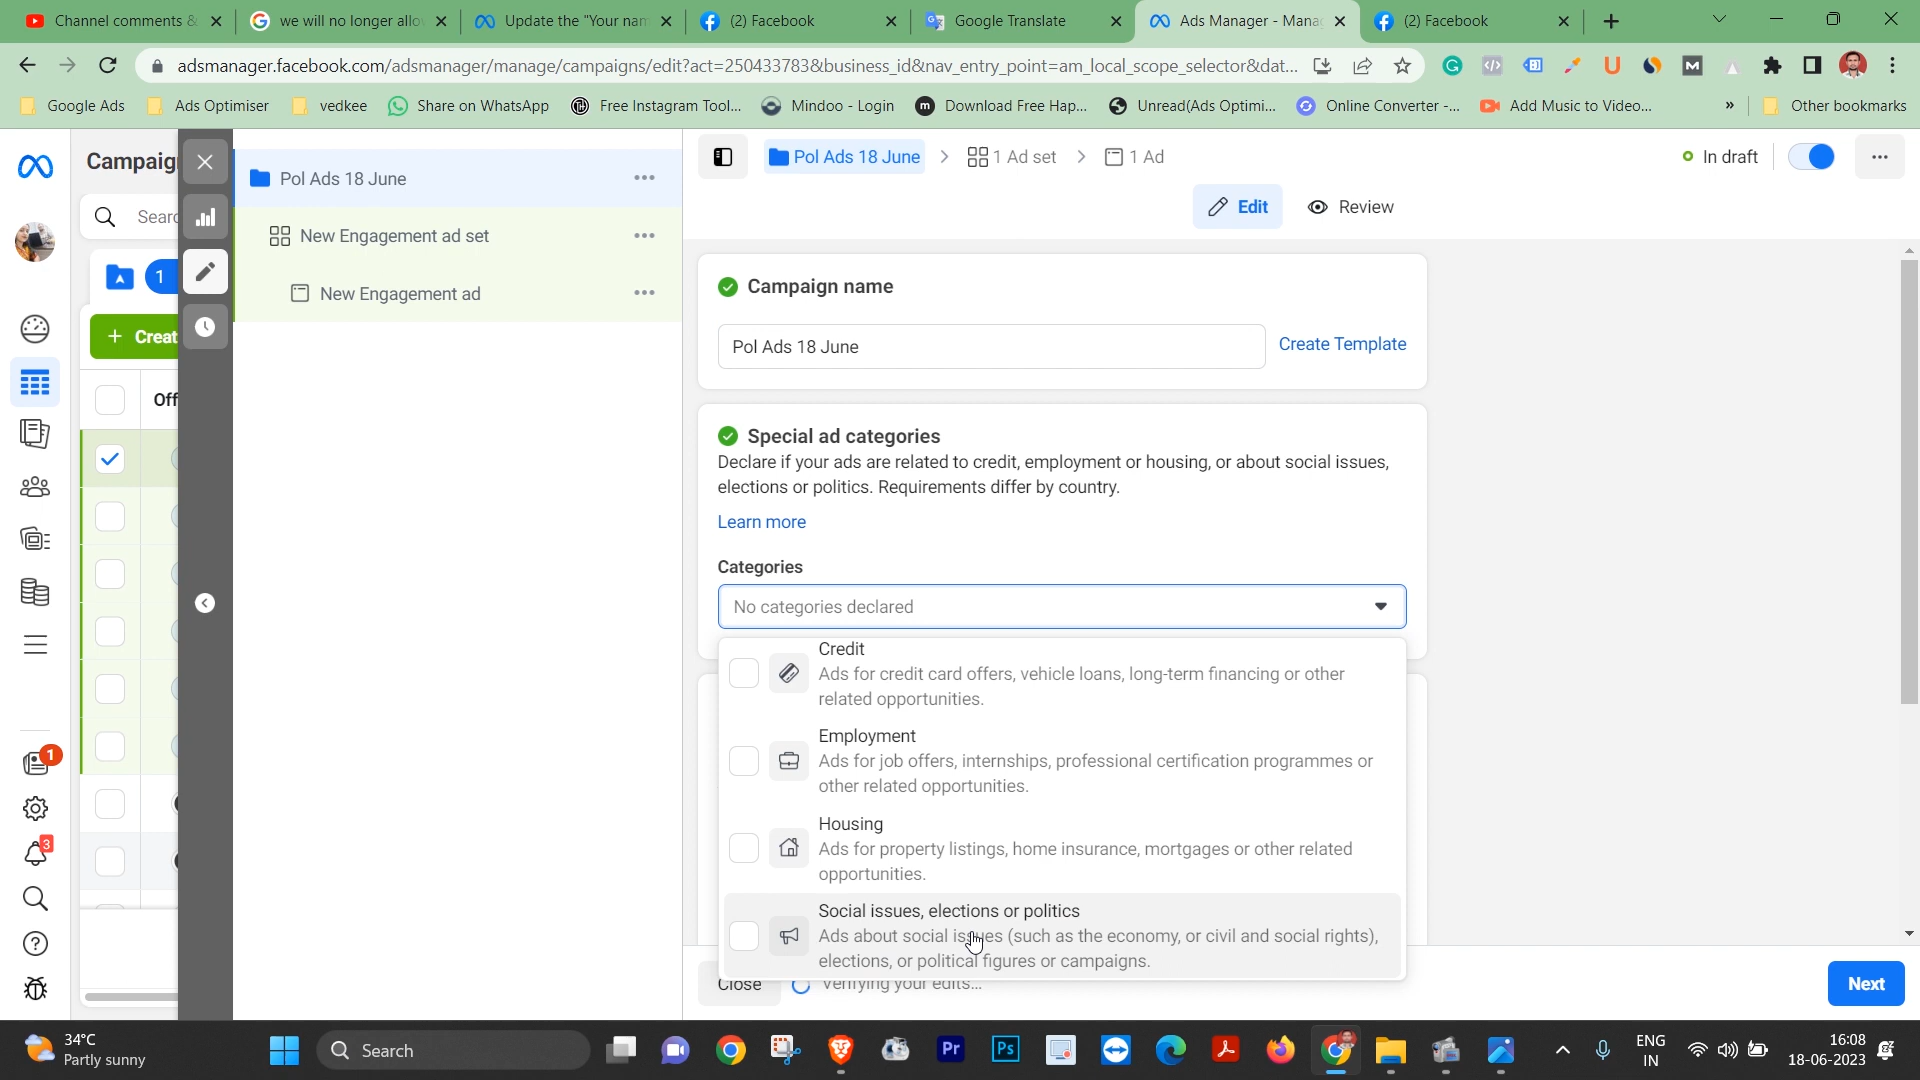 Channel comments &
we will no longer allo
Update the "Your nam
(2) Facebook
Google Translate
Ads Manager - Mana
(2) Facebook
adsmanager.facebook.com/adsmanager/manage/campaigns/edit?act=250433783&business_id&nav_entry_point=am_local_scope_selector&dat...
Google Ads
Ads Optimiser
vedkee
Share on WhatsApp
Free Instagram Tool...
Mindoo - Login
Download Free Hap...
Unread(Ads Optimi...
Online Converter -...
Add Music to Video...
»
Other bookmarks
Campaig
Pol Ads 18 June
1 Ad set
1 Ad
In draft
Pol Ads 18 June
Searc
Edit
Review
New Engagement ad set
1
New Engagement ad
Campaign name
+ Creat
Pol Ads 18 June
Create Template
Off
Special ad categories
Declare if your ads are related to credit, employment or housing, or about social issues,
elections or politics. Requirements differ by country.
Learn more
Categories
No categories declared
Credit
Ads for credit card offers, vehicle loans, long-term financing or other
related opportunities.
Employment
Ads for job offers, internships, professional certification programmes or
other related opportunities.
1
Housing
Ads for property listings, home insurance, mortgages or other related
opportunities.
3
Social issues, elections or politics
Ads about social issues (such as the economy, or civil and social rights),
elections, or political figures or campaigns.
Close
Verifying your edits...
Next
34°C
Partly sunny
Search
Pr
Ps
ENG
IN
16:08
18-06-2023